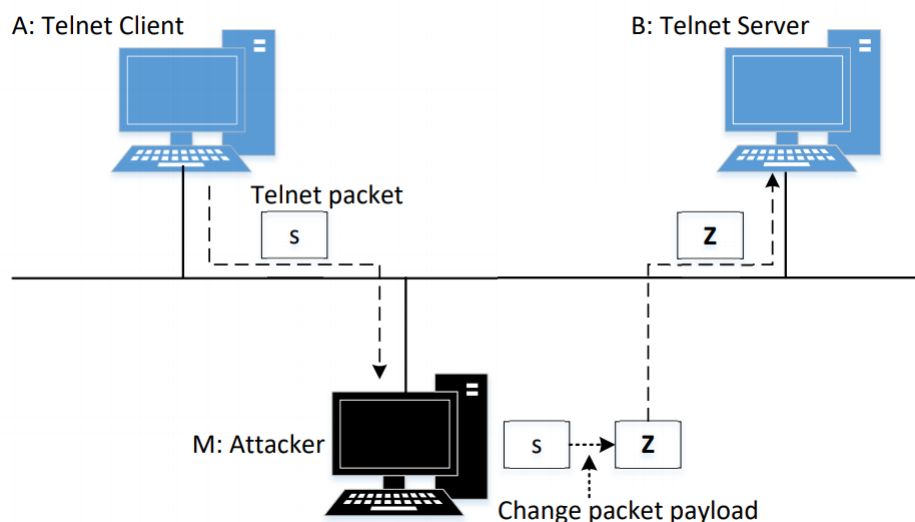 A: Telnet Client
B: Telnet Server
Telnet packet
s
Z
M: Attacker
s
Z
Change packet payload